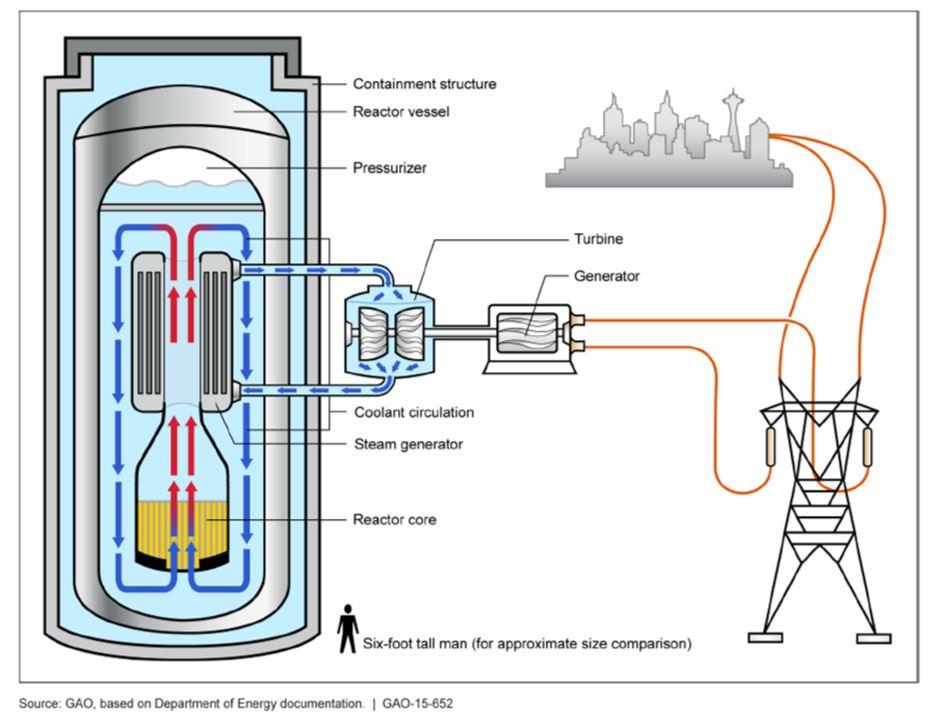 Containment structure
Reactor vessel
Pressurizer
Turbine
Generator
Coolant circulation
Steam generator
Reactor core
Six-foot tall man (for approximate size comparison)
Source: GAO, based on Department of Energy documentation. | GAO-15-652